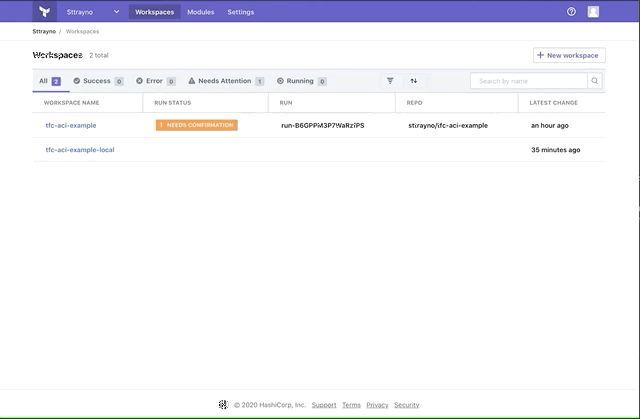 Sttrayno Workspaces Modules Settings
Sttrayno / Workspaces
Workspaces 2 total + New workspace
All 2 Success 0 Error 0 Needs Attention 1 Running 0 Search by name
WORKSPACE NAME RUN STATUS RUN REPO LATEST CHANGE
tfc-aci-example ! NEEDS CONFIRMATION sttrayno/tfc-aci-example an hour ago
tfc-aci-example-local 35 minutes ago
© 2020 HashiCorp, Inc. Support Terms Privacy Security